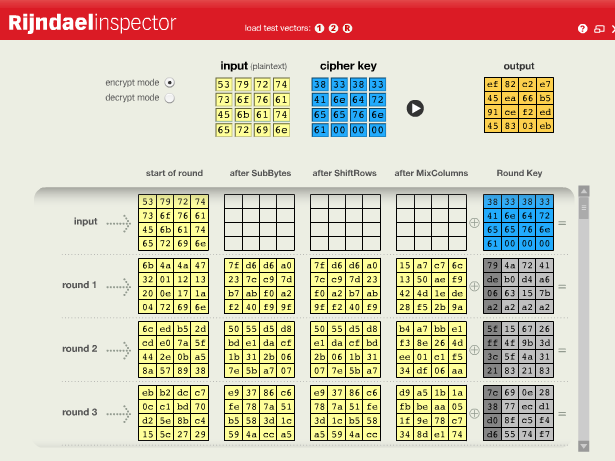 Rijndaelinspector load test vectors: 1 2 R ?
input (plaintext) cipher key output
encrypt mode
decrypt mode
53 79 72 74 38 33 38 33 ef 82 c2 e7
73 6f 76 61 41 6e 64 72 45 ea 66 b5
45 6b 61 74 65 65 76 6e 91 ce f2 ed
65 72 69 6e 61 00 00 00 45 83 03 eb
start of round after SubBytes after ShiftRows after MixColumns Round Key
input
53 79 72 74 38 33 38 33
73 6f 76 61 41 6e 64 72
45 6b 61 74 65 65 76 6e
65 72 69 6e 61 00 00 00
⊕ =
round 1
6b 4a 4a 47 7f d6 d6 a0 7f d6 d6 a0 15 a7 c7 6c 79 4a 72 41
32 01 12 13 23 7c c9 7d 7c c9 7d 23 13 50 ae f9 de b0 d4 a6
20 0e 17 1a b7 ab f0 a2 f0 a2 b7 ab 42 4d 1e de 06 63 15 7b
04 72 69 6e f2 40 f9 9f 9f f2 40 f9 28 f5 2b 9a a2 a2 a2 a2
⊕ =
round 2
6c ed b5 2d 50 55 d5 d8 50 55 d5 d8 b4 a7 bb e1 5f 15 67 26
cd e0 7a 5f bd e1 da cf e1 da cf bd f3 8e 26 4d ff 4f 9b 3d
44 2e 0b a5 1b 31 2b 06 2b 06 1b 31 ee 01 c1 f5 3c 5f 4a 31
8a 57 89 38 7e 5b a7 07 07 7e 5b a7 34 df 06 aa 21 83 21 83
⊕ =
round 3
eb b2 dc c7 e9 37 86 c6 e9 37 86 c6 d9 a5 1b 1a 7c 69 0e 28
0c c1 bd 70 fe 78 7a 51 78 7a 51 fe fb be aa 05 38 77 ec d1
d2 5e 8b c4 b5 58 3d 1c 3d 1c b5 58 1f 9e 78 c7 d0 8f c5 f4
15 5c 27 29 59 4a cc a5 a5 59 4a cc 34 8d e1 74 d6 55 74 f7
⊕ =